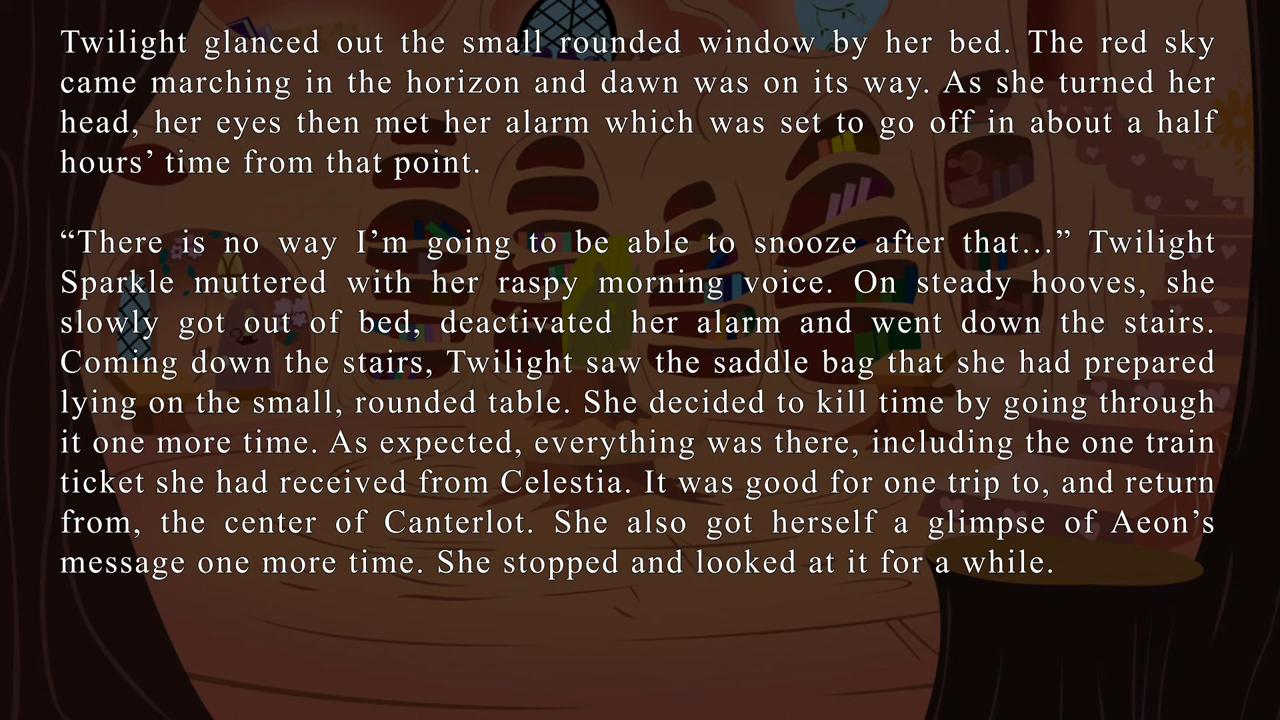 Twilight glanced out the small rounded window by her bed. The red sky
came marching in the horizon and dawn was on its way. As she turned her
head, her eyes then met her alarm which was set to go off in about a half
hours’ time from that point.
“There is no way I’m going to be able to snooze after that…” Twilight
Sparkle muttered with her raspy morning voice. On steady hooves, she
slowly got out of bed, deactivated her alarm and went down the stairs.
Coming down the stairs, Twilight saw the saddle bag that she had prepared
lying on the small, rounded table. She decided to kill time by going through
it one more time. As expected, everything was there, including the one train
ticket she had received from Celestia. It was good for one trip to, and return
from, the center of Canterlot. She also got herself a glimpse of Aeon’s
message one more time. She stopped and looked at it for a while.